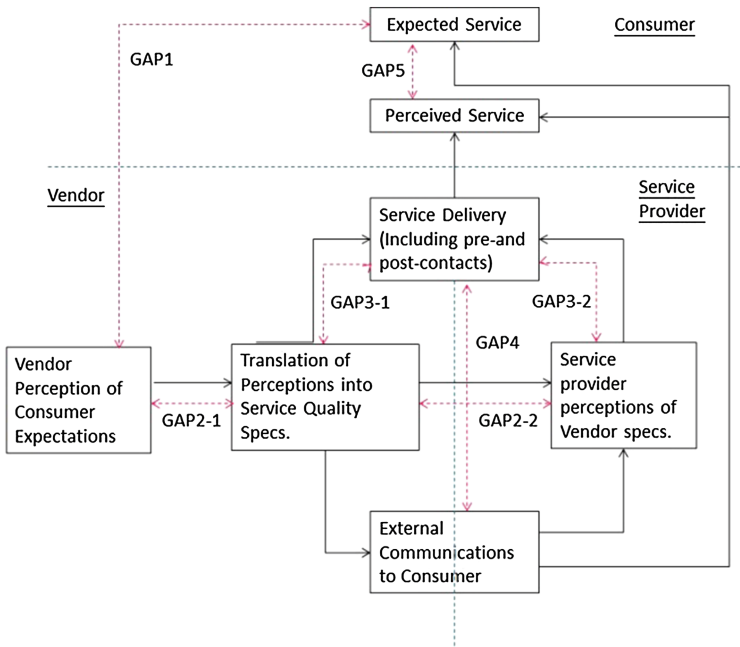 Expected Service
Consumer
GAP1
GAP5
Perceived Service
Vendor
Service
Provider
Service Delivery
(Including pre-and
post-contacts)
GAP3-1
GAP3-2
GAP4
Vendor
Perception of
Consumer
Expectations
Translation of
Perceptions into
Service Quality
Specs.
Service
provider
perceptions of
Vendor specs.
GAP2-1
GAP2-2
External
Communications
to Consumer